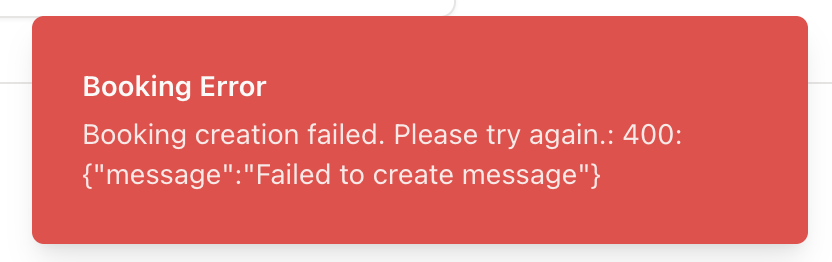 Booking Error
Booking creation failed. Please try again.: 400:
{"message":"Failed to create message"}